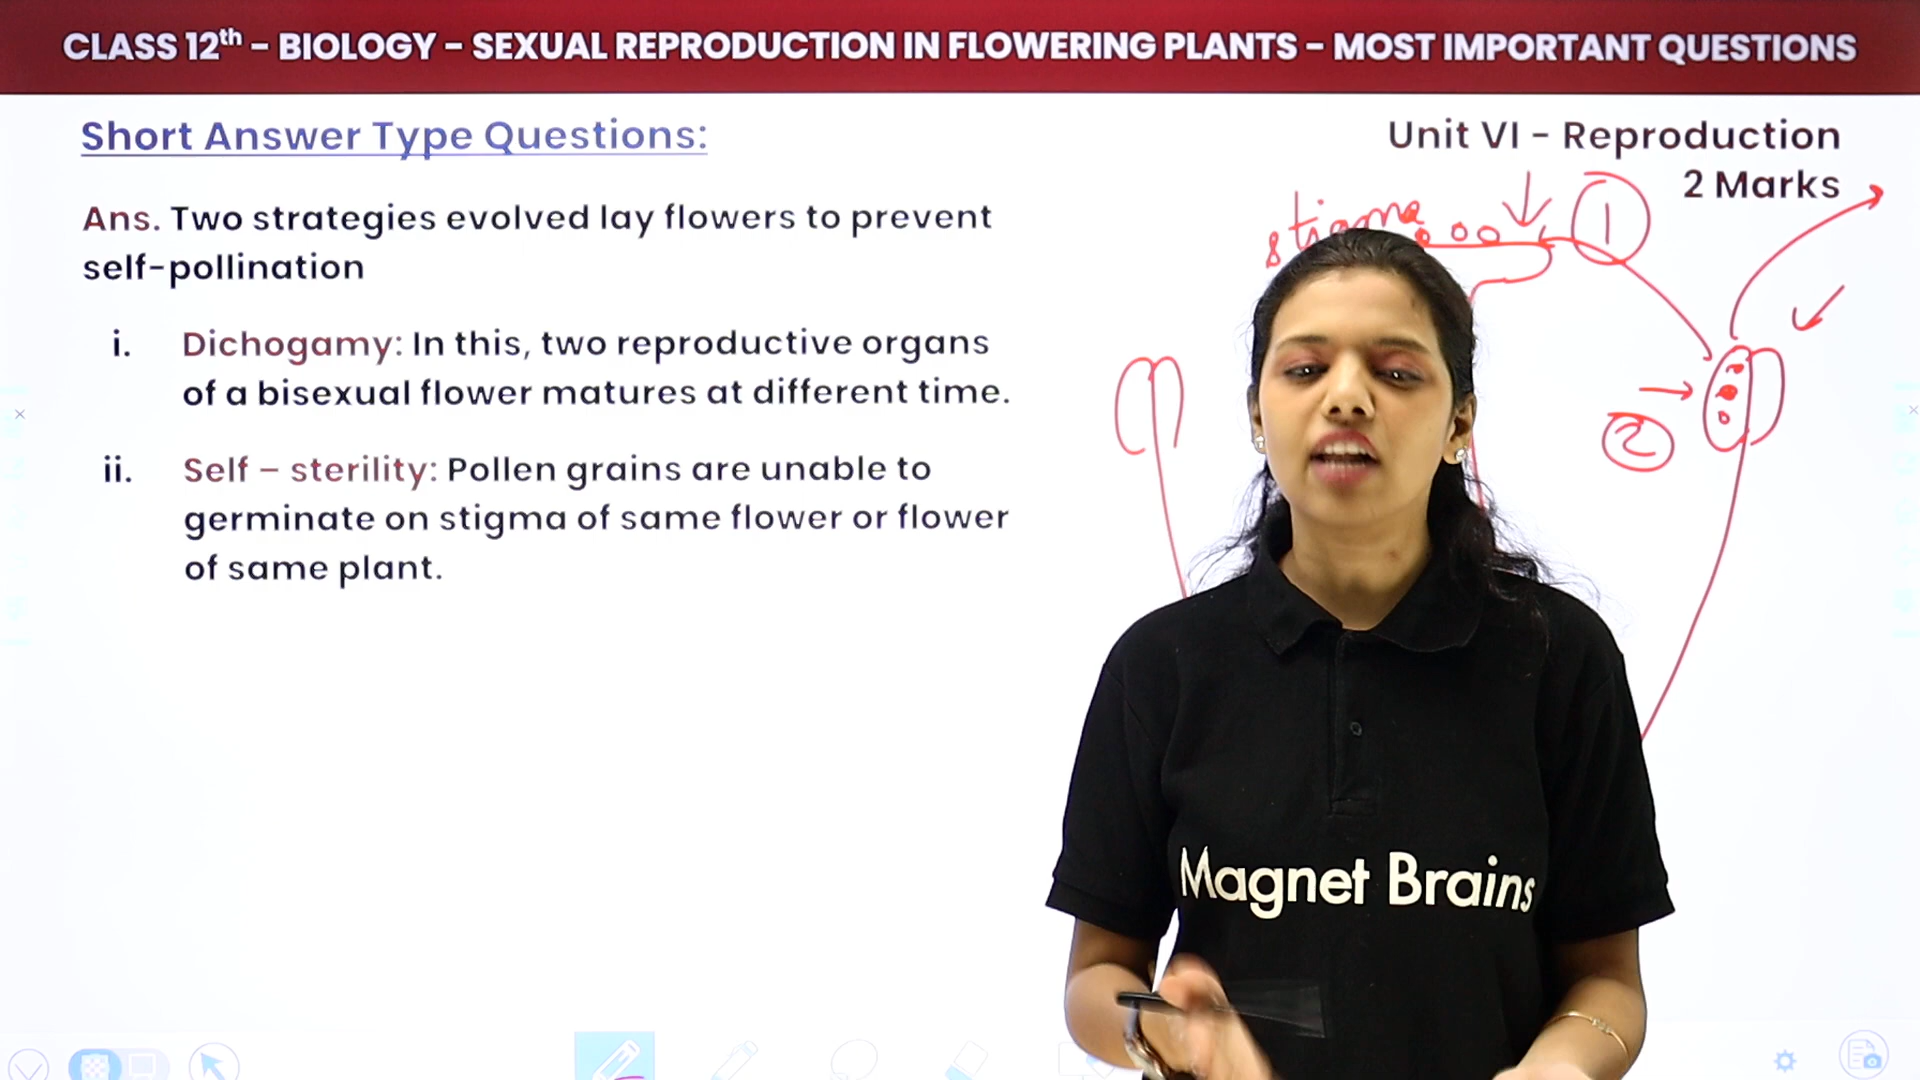 CLASS 12th – BIOLOGY – SEXUAL REPRODUCTION IN FLOWERING PLANTS – MOST IMPORTANT QUESTIONS
Short Answer Type Questions:
Unit VI – Reproduction
2 Marks
Ans. Two strategies evolved lay flowers to prevent
self-pollination
i. Dichogamy: In this, two reproductive organs
of a bisexual flower matures at different time.
ii. Self – sterility: Pollen grains are unable to
germinate on stigma of same flower or flower
of same plant.
stigma
1
2
Magnet Brains